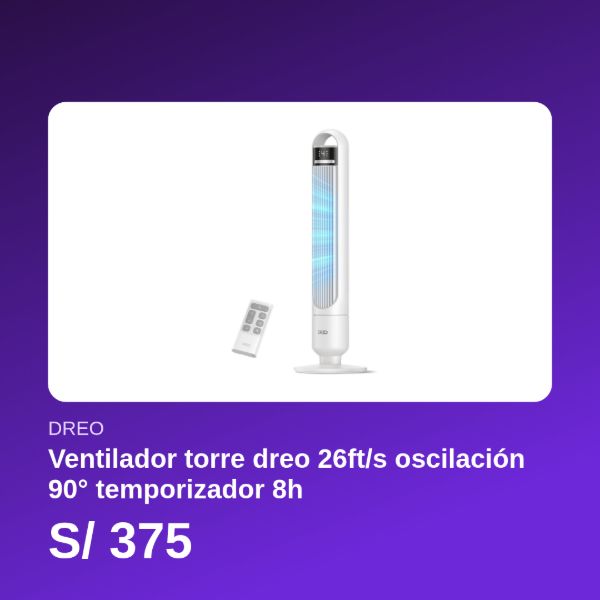 DREO
Ventilador torre dreo 26ft/s oscilación
90° temporizador 8h
S/ 375